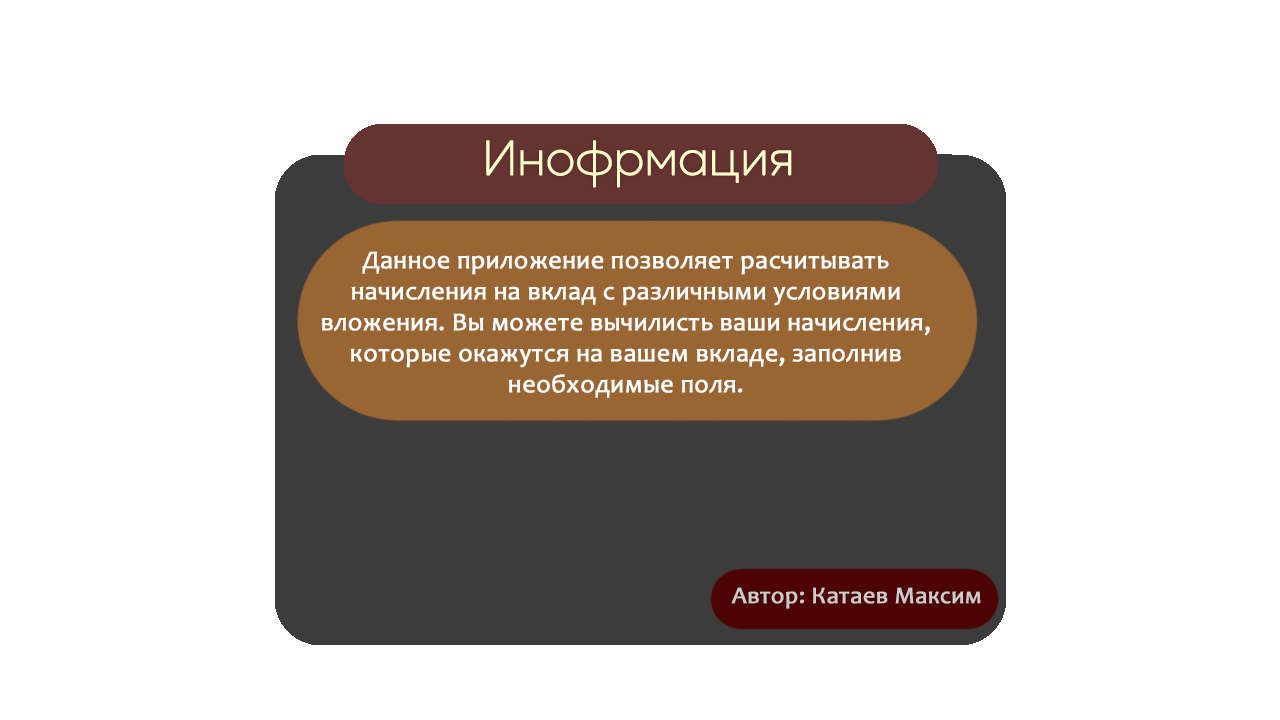 Инофрмация
Данное приложение позволяет расчитывать
начисления на вклад с различными условиями
вложения. Вы можете вычилисть ваши начисления,
которые окажутся на вашем вкладе, заполнив
необходимые поля.
Автор: Катаев Максим